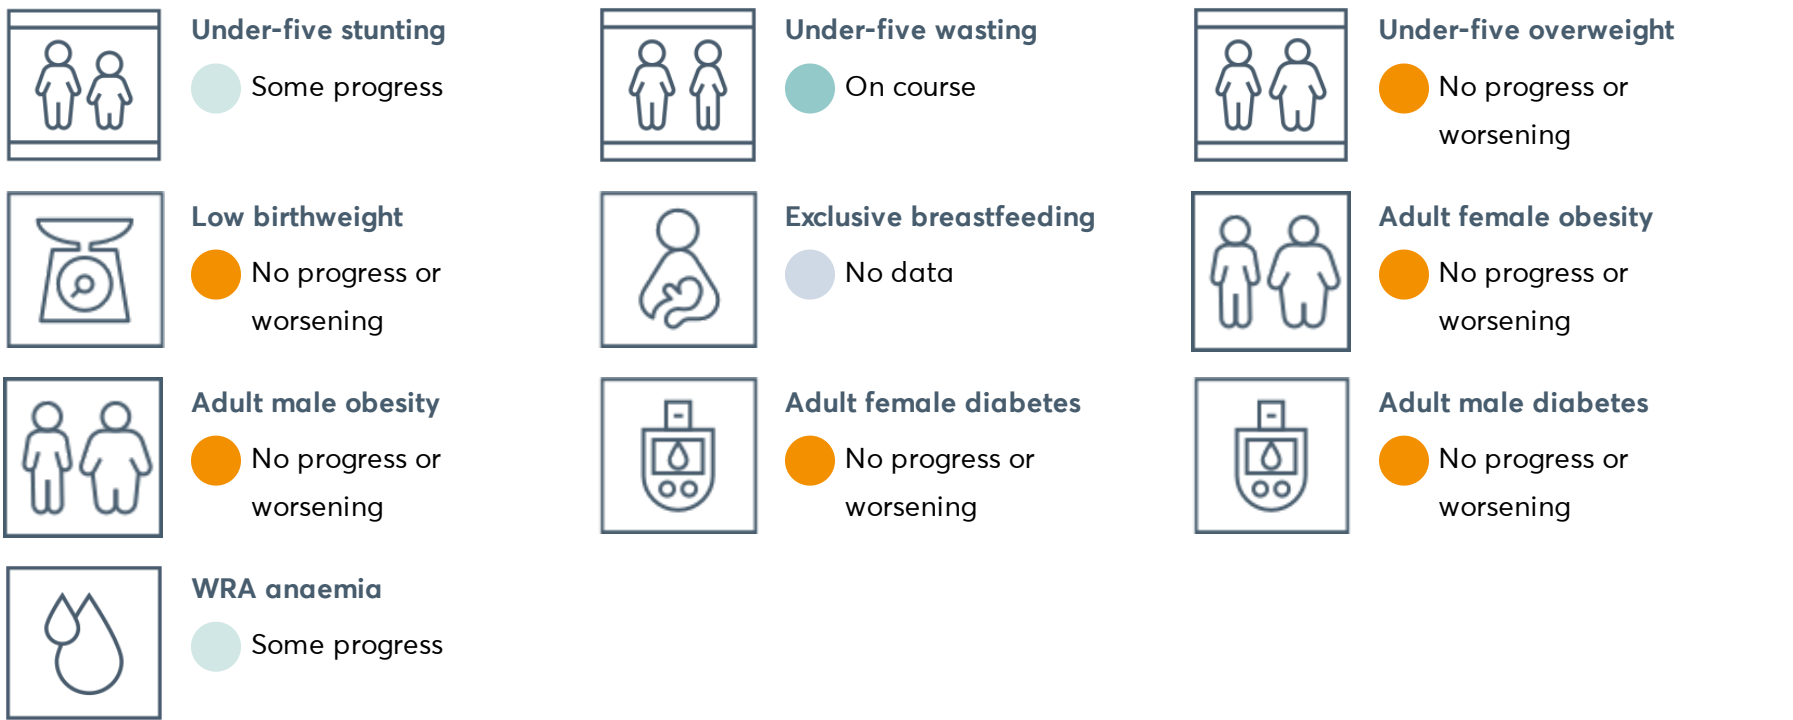 Under-five stunting
Some progress
Under-five wasting
On course
Under-five overweight
No progress or
worsening
Low birthweight
No progress or
worsening
Exclusive breastfeeding
No data
Adult female obesity
No progress or
worsening
Adult male obesity
No progress or
worsening
Adult female diabetes
No progress or
worsening
Adult male diabetes
No progress or
worsening
WRA anaemia
Some progress